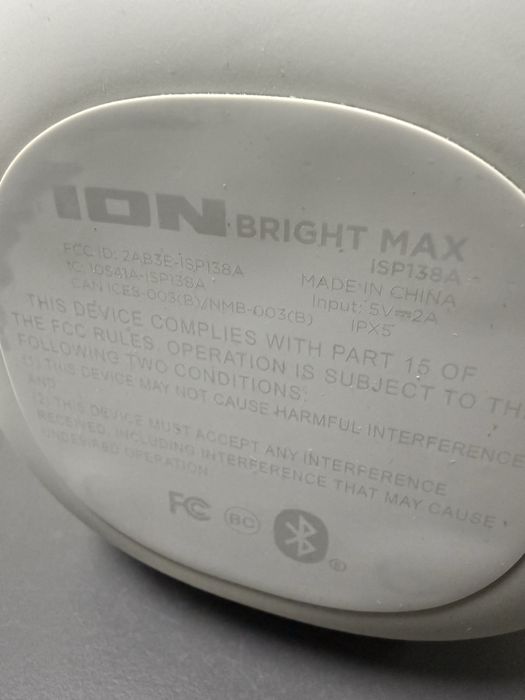 ION BRIGHT MAX
ISP138A
FCC ID: 2AB3E-ISP138A
MADE IN CHINA
IC: 10541A-ISP138A
Input: 5V⎓2A
CAN ICES-003(B)/NMB-003(B)
IPX5
THIS DEVICE COMPLIES WITH PART 15 OF
THE FCC RULES. OPERATION IS SUBJECT TO TH
FOLLOWING TWO CONDITIONS:
(1) THIS DEVICE MAY NOT CAUSE HARMFUL INTERFERENCE
AND
(2) THIS DEVICE MUST ACCEPT ANY INTERFERENCE
RECEIVED, INCLUDING INTERFERENCE THAT MAY CAUSE
UNDESIRED OPERATION.
FC BC